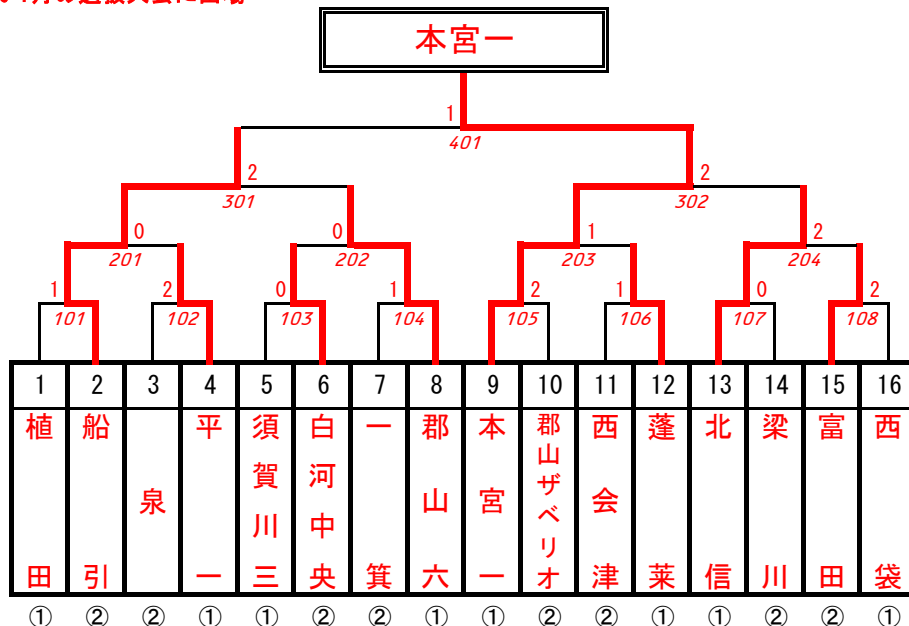 本宮一
1
401
2 2
301 302
0 0 1 2
201 202 203 204
1 2 0 1 2 1 0 2
101 102 103 104 105 106 107 108
1 2 3 4 5 6 7 8 9 10 11 12 13 14 15 16
植田 船引 泉 平一 須賀川三 白河中央 一箕 郡山六 本宮一 郡山ザベリオ 西会津 蓬莱 北信 梁川 富田 西袋
① ② ② ① ① ② ② ① ① ② ② ① ① ② ② ①